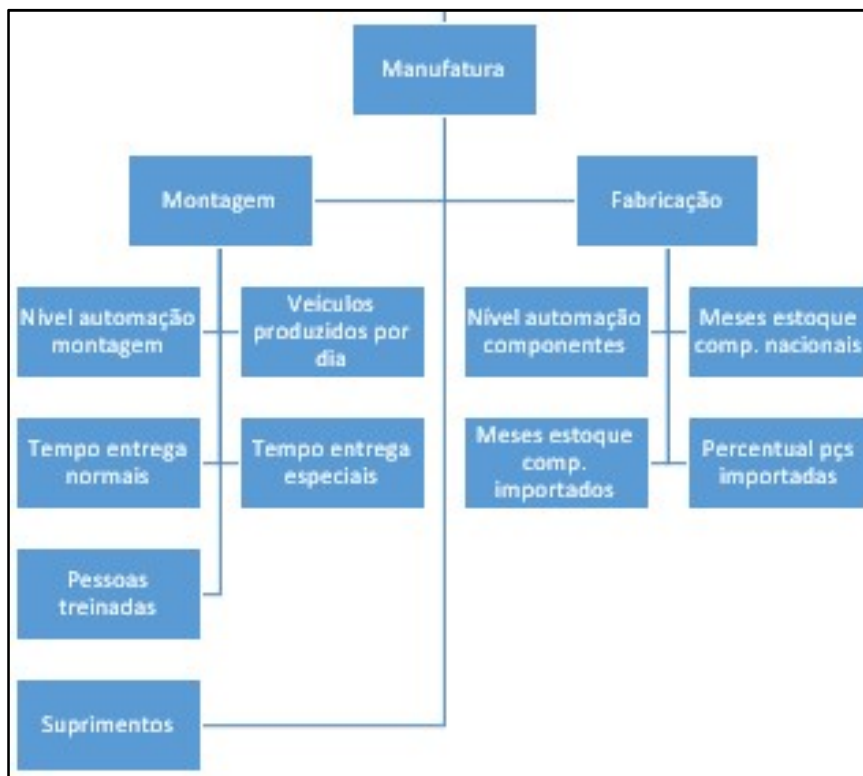 Manufatura
Montagem
Fabricação
Nível automação
montagem
Veículos
produzidos por
dia
Nível automação
componentes
Meses estoque
comp. nacionais
Tempo entrega
normais
Tempo entrega
especiais
Meses estoque
comp.
importados
Percentual pçs
importadas
Pessoas
treinadas
Suprimentos